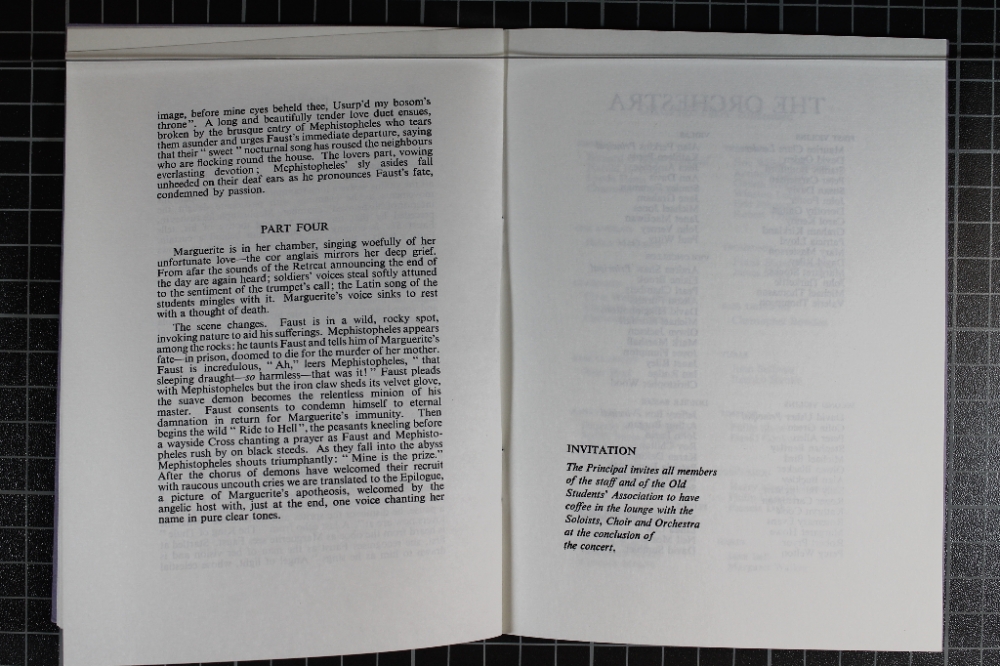 image, before mine eyes beheld thee, Usurp'd my bosom's
throne". A long and beautifully tender love duet ensues,
broken by the brusque entry of Mephistopheles who tears
them asunder and urges Faust's immediate departure, saying
that their " sweet " nocturnal song has roused the neighbours
who are flocking round the house. The lovers part, vowing
everlasting devotion; Mephistopheles' sly asides fall
unheeded on their deaf ears as he pronounces Faust's fate,
condemned by passion.
PART FOUR
Marguerite is in her chamber, singing woefully of her
unfortunate love—the cor anglais mirrors her deep grief.
From afar the sounds of the Retreat announcing the end of
the day are again heard; soldiers' voices steal softly attuned
to the sentiment of the trumpet's call; the Latin song of the
students mingles with it. Marguerite's voice sinks to rest
with a thought of death.
The scene changes. Faust is in a wild, rocky spot,
invoking nature to aid his sufferings. Mephistopheles appears
among the rocks; he taunts Faust and tells him of Marguerite's
fate—in prison, doomed to die for the murder of her mother.
Faust is incredulous, " Ah," leers Mephistopheles, " that
sleeping draught—so harmless—that was it! " Faust pleads
with Mephistopheles but the iron claw sheds its velvet glove,
the suave demon becomes the relentless minion of his
master. Faust consents to condemn himself to eternal
damnation in return for Marguerite's immunity. Then
begins the wild " Ride to Hell", the peasants kneeling before
a wayside Cross chanting a prayer as Faust and Mephisto-
pheles rush by on black steeds. As they fall into the abyss
Mephistopheles shouts triumphantly: " Mine is the prize."
After the chorus of demons have welcomed their recruit
with raucous uncouth cries we are translated to the Epilogue,
a picture of Marguerite's apotheosis, welcomed by the
angelic host with, just at the end, one voice chanting her
name in pure clear tones.
INVITATION
The Principal invites all members
of the staff and of the Old
Students' Association to have
coffee in the lounge with the
Soloists, Choir and Orchestra
at the conclusion of
the concert.